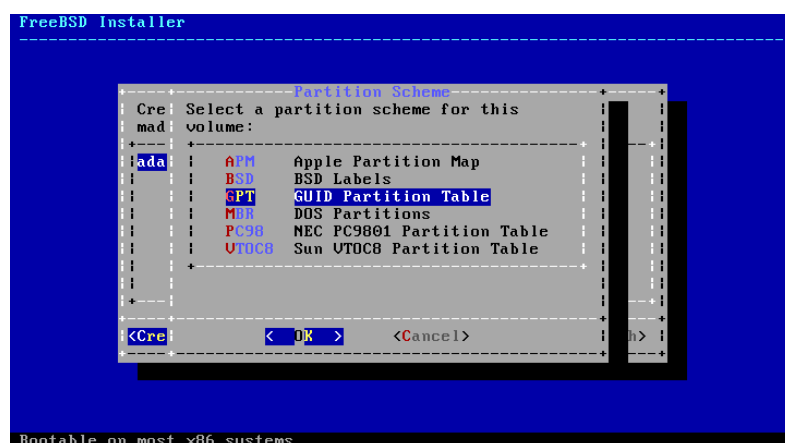 FreeBSD Installer
Partition Scheme
Cre Select a partition scheme for this
mad volume:
ada APM Apple Partition Map
BSD BSD Labels
GPT GUID Partition Table
MBR DOS Partitions
PC98 NEC PC9801 Partition Table
VTOC8 Sun VTOC8 Partition Table
<Cre < OK > <Cancel> h>
Bootable on most x86 systems